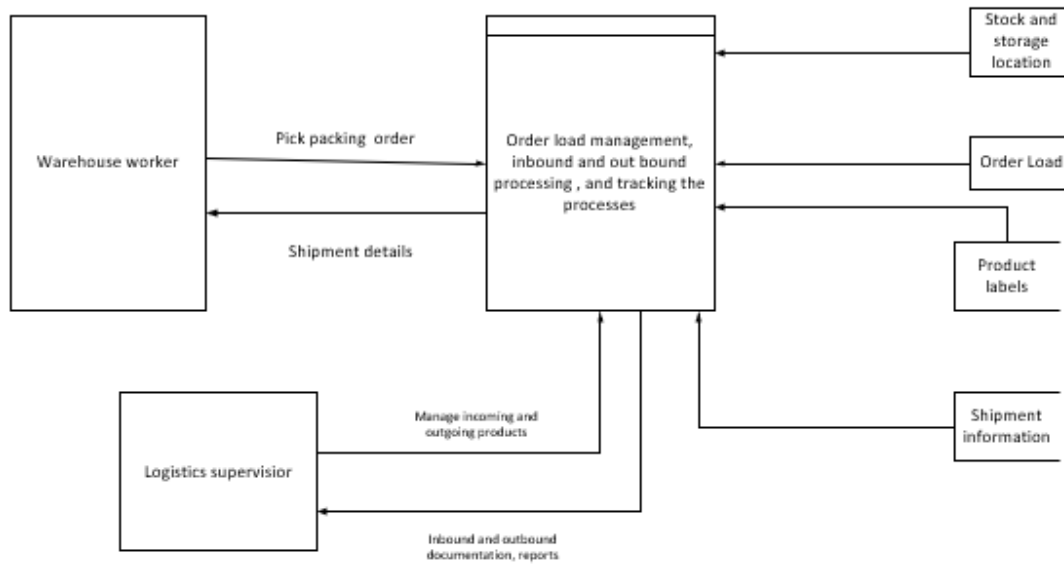 Stock and
storage
location
Pick packing order
Warehouse worker
Order load management,
inbound and out bound
processing , and tracking the
processes
Order Load
Shipment details
Product
labels
Manage incoming and
outgoing products
Shipment
information
Logistics supervisior
Inbound and outbound
documentation, reports